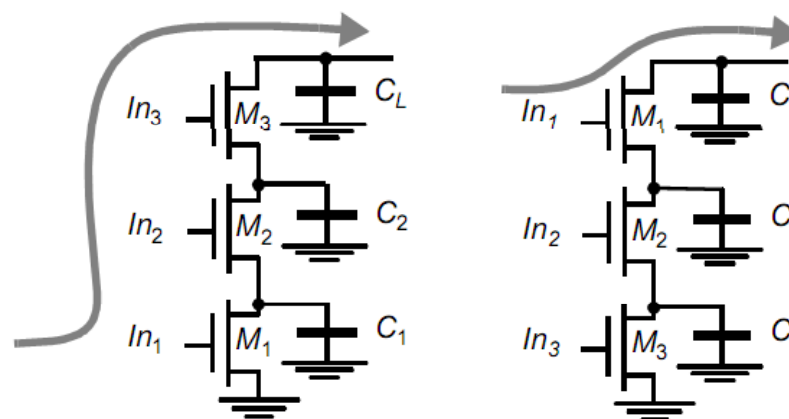 In3 M3 CL
In2 M2 C2
In1 M1 C1
In1 M1 C
In2 M2 C
In3 M3 C